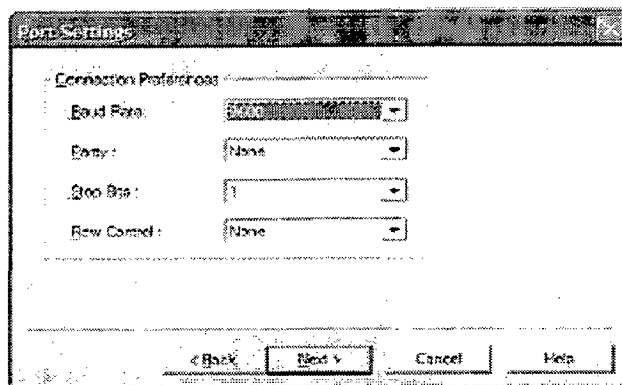 Port Settings
Connection Preferences
Baud Rate:
Parity : None
Stop Bits : 1
Flow Control : None
< Back Next > Cancel Help